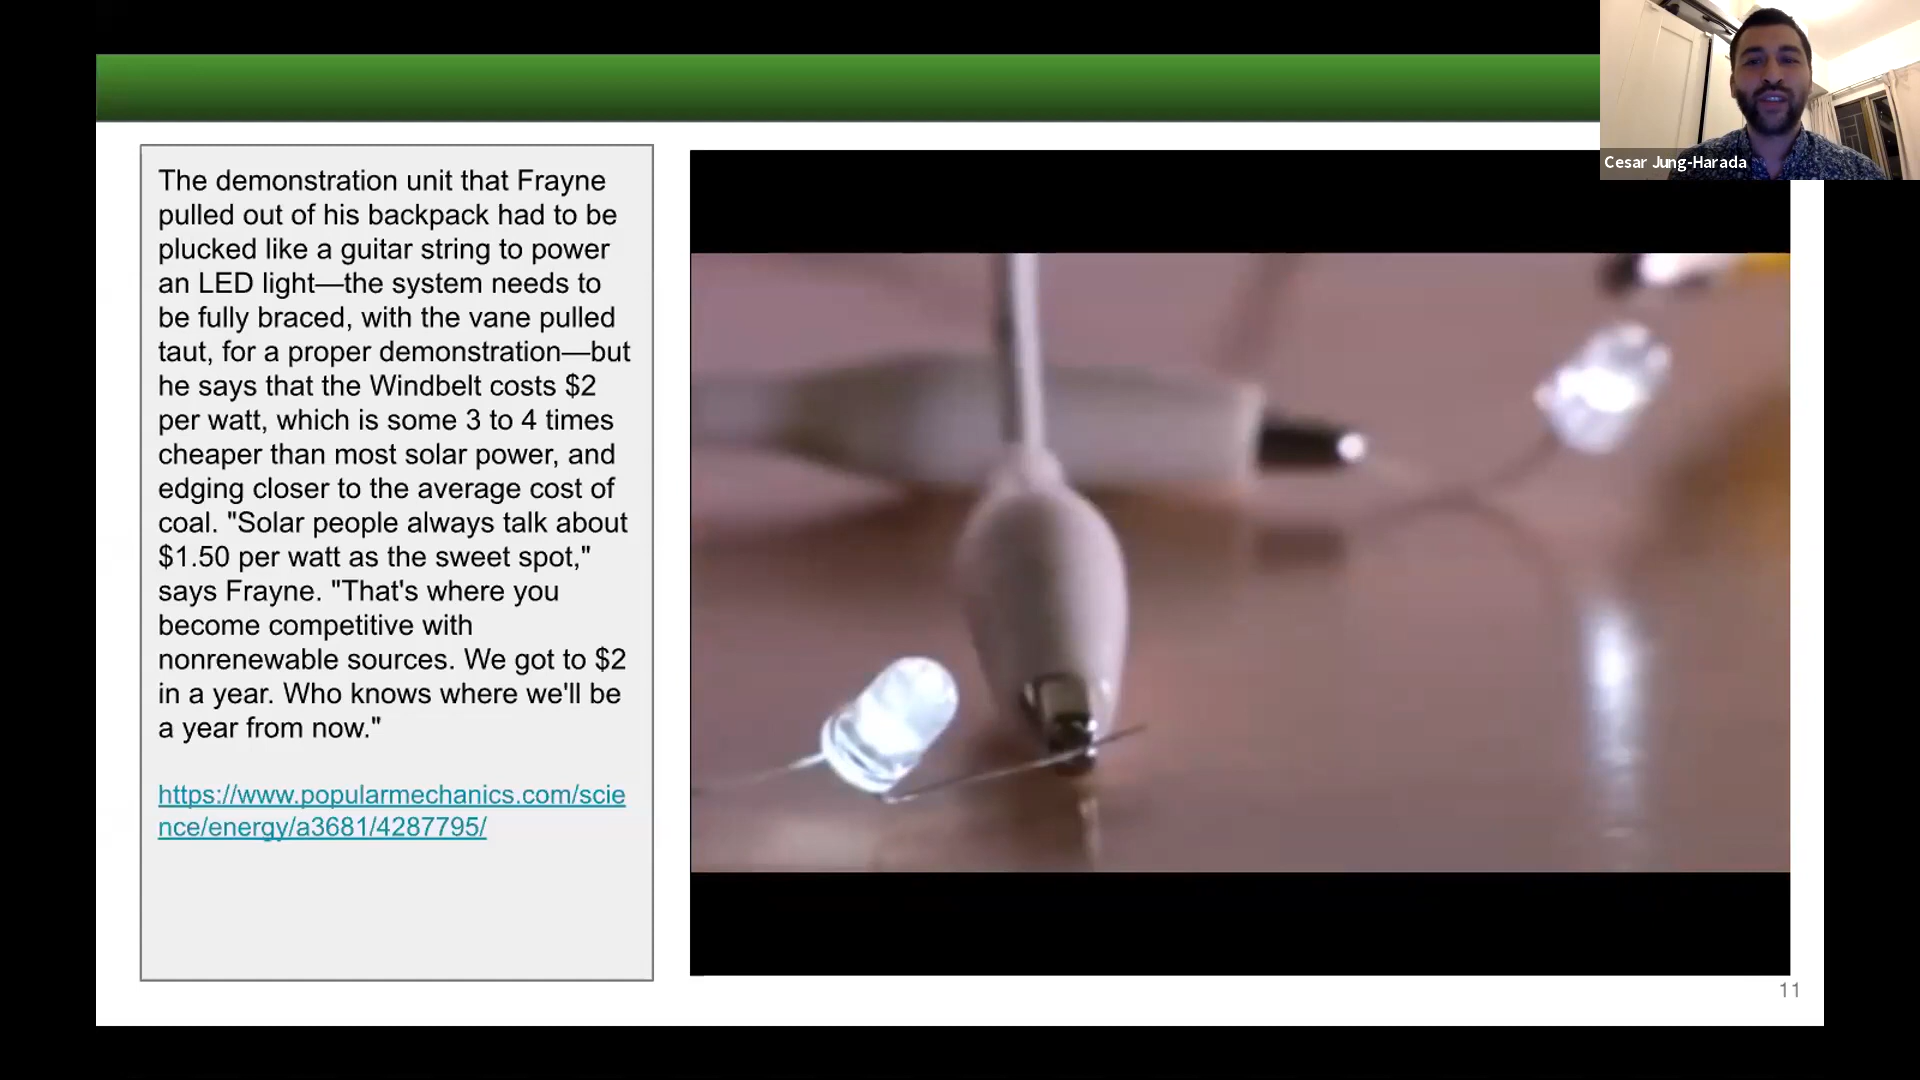 Cesar Jung-Harada
The demonstration unit that Frayne
pulled out of his backpack had to be
plucked like a guitar string to power
an LED light—the system needs to
be fully braced, with the vane pulled
taut, for a proper demonstration—but
he says that the Windbelt costs $2
per watt, which is some 3 to 4 times
cheaper than most solar power, and
edging closer to the average cost of
coal. "Solar people always talk about
$1.50 per watt as the sweet spot,"
says Frayne. "That's where you
become competitive with
nonrenewable sources. We got to $2
in a year. Who knows where we'll be
a year from now."
https://www.popularmechanics.com/scie
nce/energy/a3681/4287795/
11